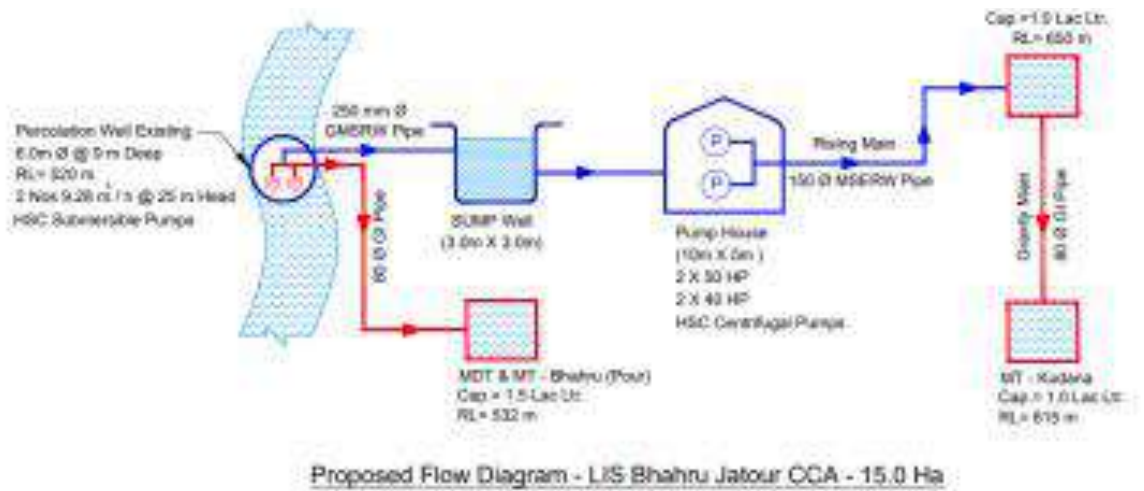 Cap.=1.0 Lac Ltr.
RL= 650 m
250 mm Ø
GMSRW Pipe
Percolation Well Existing
6.0m Ø @ 9 m Deep
RL= 520 m
2 Nos 9.28 / h @ 25 m Head
HSC Submersible Pumps
80 Ø GI Pipe
SUMP Well
(3.0m X 3.0m)
P
P
Rising Main
150 Ø MSERW Pipe
Pump House
(10m X 5m )
2 X 50 HP
2 X 40 HP
HSC Centrifugal Pumps
Gravity Main
80 Ø GI Pipe
MDT & MT - Bhahru (Pour)
Cap.= 1.5 Lac Ltr.
RL= 532 m
MT - Kudana
Cap.= 1.0 Lac Ltr.
RL= 615 m
Proposed Flow Diagram - LIS Bhahru Jatour CCA - 15.0 Ha